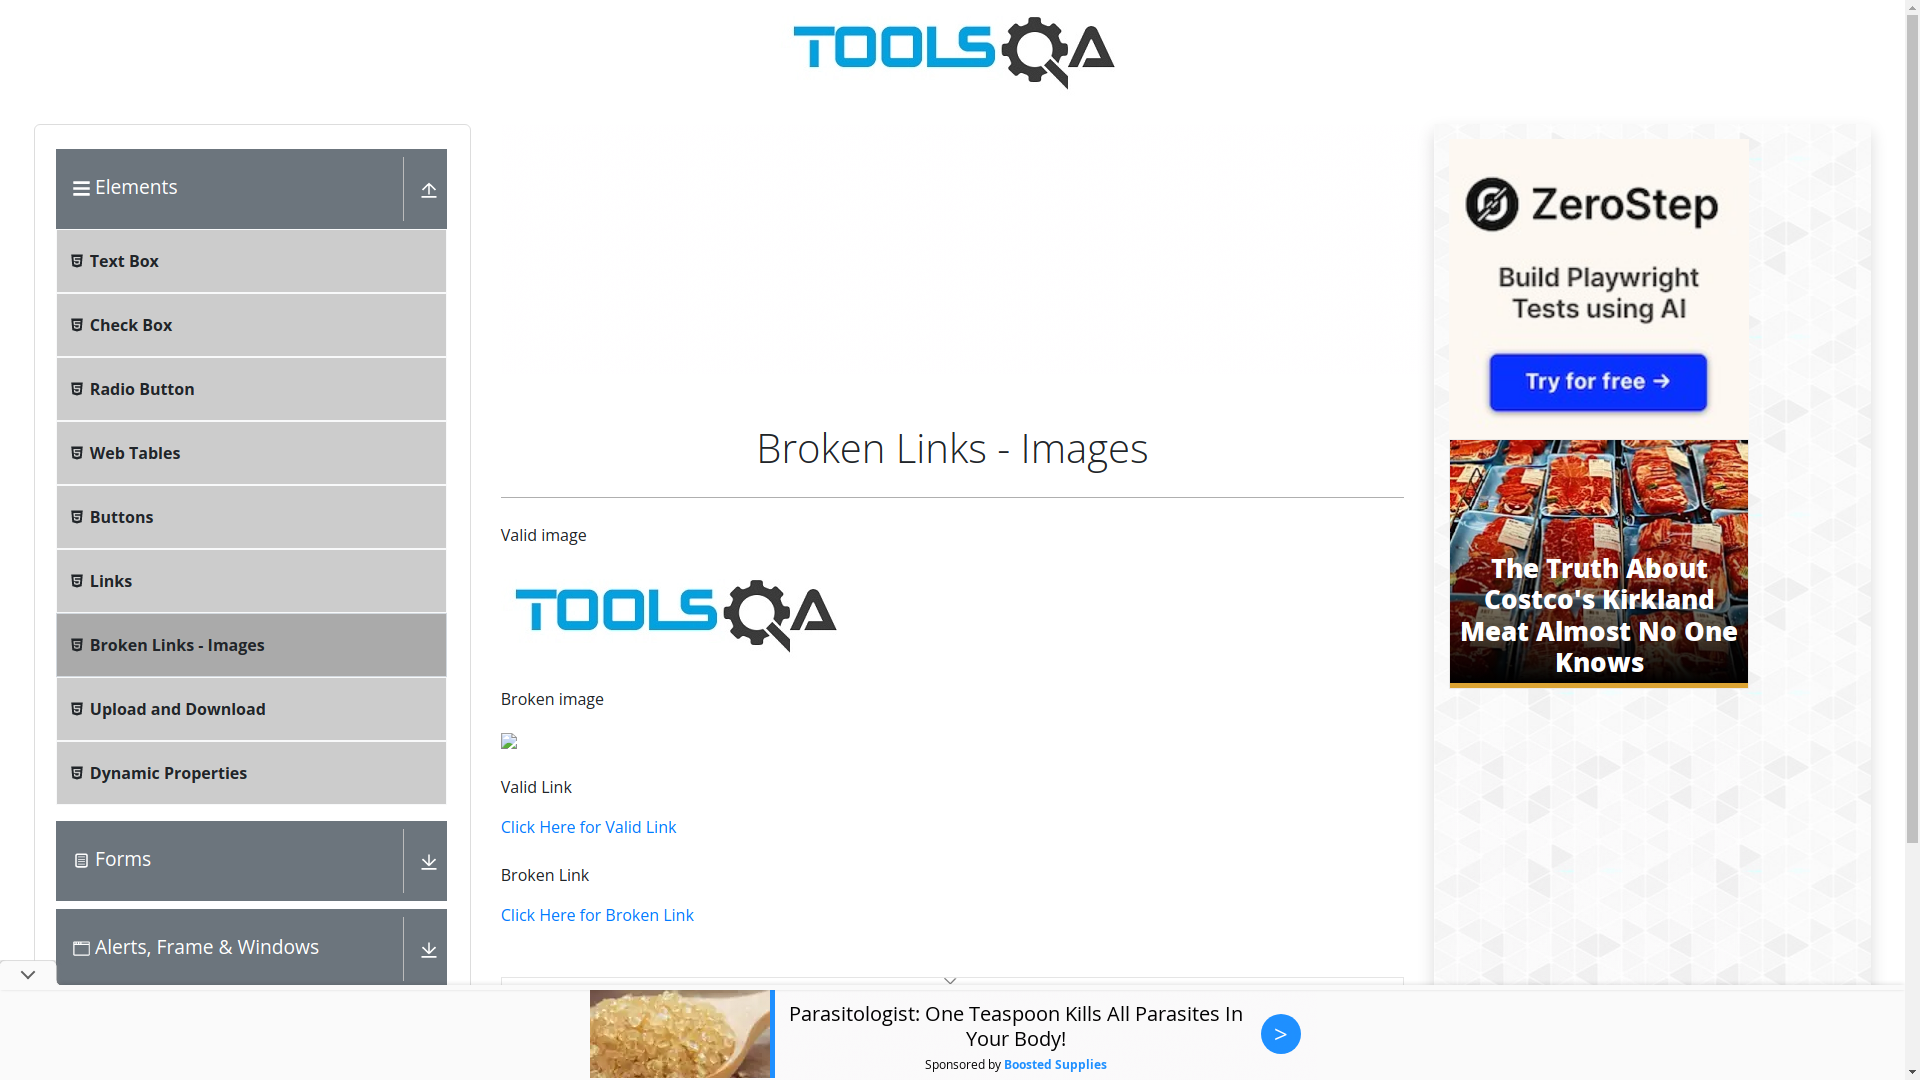 TOOLSQA
Elements
Text Box
Check Box
Radio Button
Web Tables
Buttons
Links
Broken Links - Images
Upload and Download
Dynamic Properties
Forms
Alerts, Frame & Windows
Broken Links - Images
Valid image
TOOLSQA
Broken image
Valid Link
Click Here for Valid Link
Broken Link
Click Here for Broken Link
ZeroStep
Build Playwright
Tests using AI
Try for free →
The Truth About
Costco's Kirkland
Meat Almost No One
Knows
Parasitologist: One Teaspoon Kills All Parasites In
Your Body!
Sponsored by Boosted Supplies
>